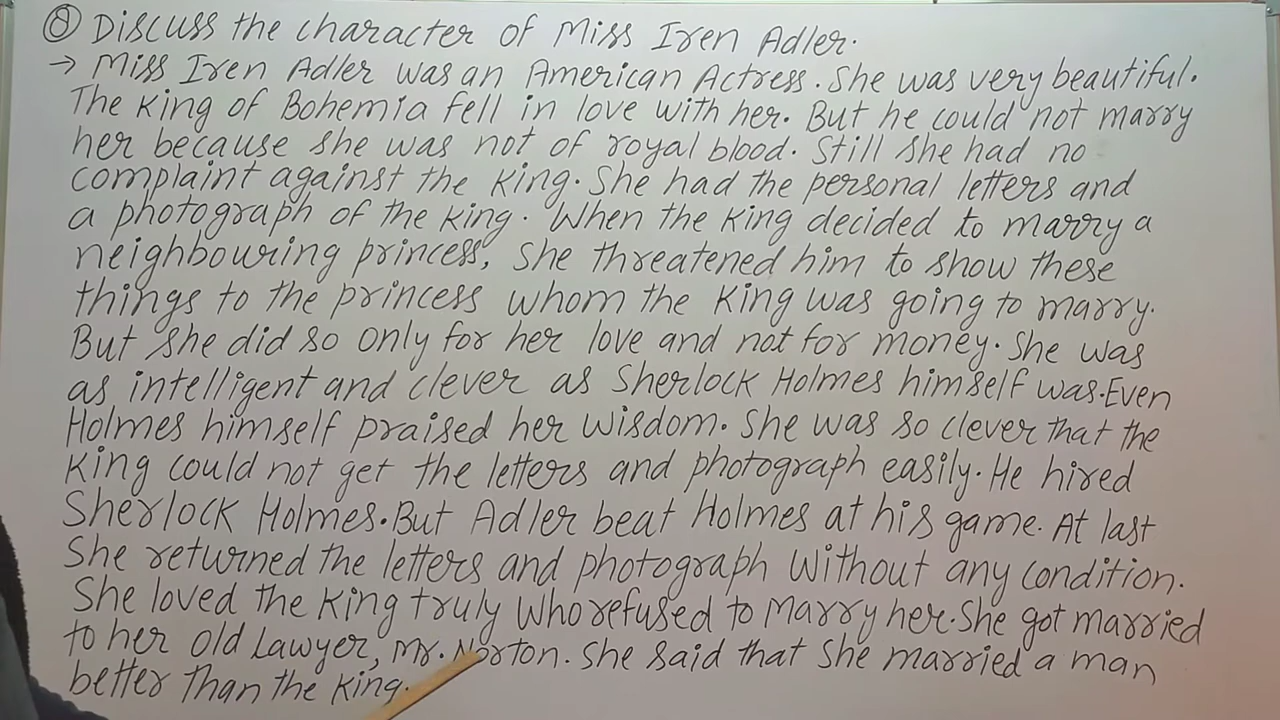 ⑧ Discuss the character of Miss Iren Adler.
→ Miss Iren Adler was an American Actress. She was very beautiful.
The King of Bohemia fell in love with her. But he could not marry
her because she was not of royal blood. Still she had no
complaint against the King. She had the personal letters and
a photograph of the King. When the King decided to marry a
neighbouring princess, she threatened him to show these
things to the princess whom the King was going to marry.
But she did so only for her love and not for money. She was
as intelligent and clever as Sherlock Holmes himself was. Even
Holmes himself praised her wisdom. She was so clever that the
King could not get the letters and photograph easily. He hired
Sherlock Holmes. But Adler beat Holmes at his game. At last
She returned the letters and photograph without any condition.
She loved the King truly who refused to Marry her. She got married
to her old Lawyer, Mr. Norton. She said that she married a man
better than the King.